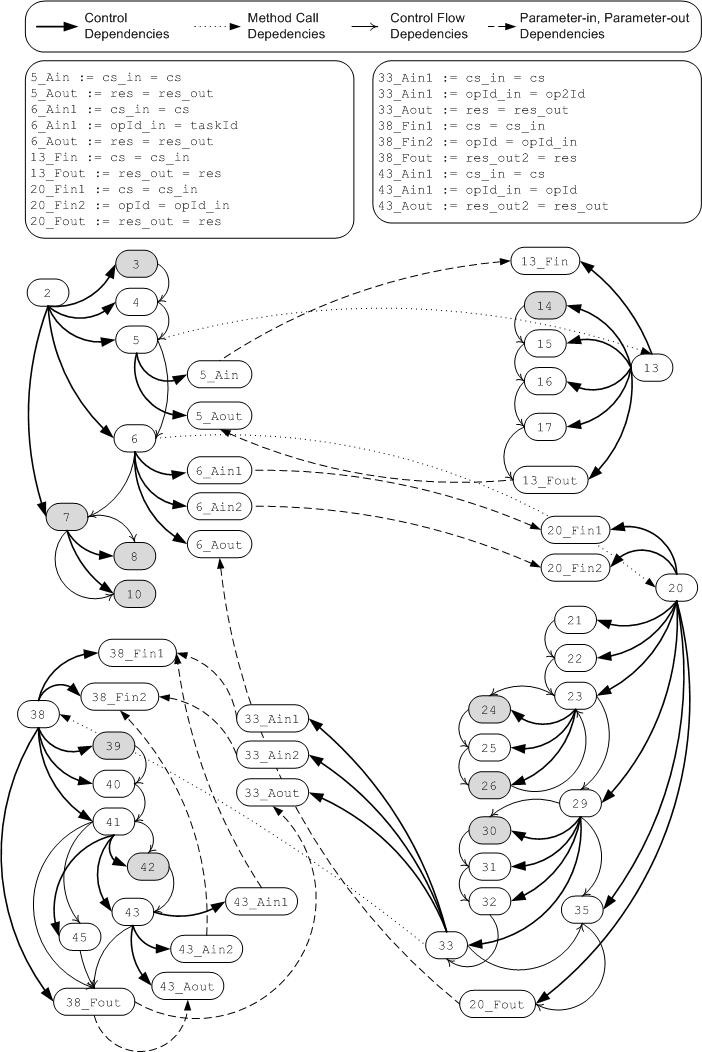 Control
Dependencies
Method Call
Depedencies
Control Flow
Depedencies
Parameter-in, Parameter-out
Dependencies
5_Ain := cs_in = cs
5_Aout := res = res_out
6_Ain1 := cs_in = cs
6_Ain1 := opId_in = taskId
6_Aout := res = res_out
13_Fin := cs = cs_in
13_Fout := res_out = res
20_Fin1 := cs = cs_in
20_Fin2 := opId = opId_in
20_Fout := res_out = res
33_Ain1 := cs_in = cs
33_Ain1 := opId_in = op2Id
33_Aout := res = res_out
38_Fin1 := cs = cs_in
38_Fin2 := opId = opId_in
38_Fout := res_out2 = res
43_Ain1 := cs_in = cs
43_Ain1 := opId_in = opId
43_Aout := res_out2 = res_out
2
3
4
5
5_Ain
5_Aout
6
6_Ain1
6_Ain2
6_Aout
7
8
10
13_Fin
14
15
13
16
17
13_Fout
20_Fin1
20_Fin2
20
21
22
23
24
25
26
29
30
31
32
35
33
20_Fout
38_Fin1
38_Fin2
38
33_Ain1
33_Ain2
33_Aout
39
40
41
42
43
43_Ain1
45
43_Ain2
43_Aout
38_Fout